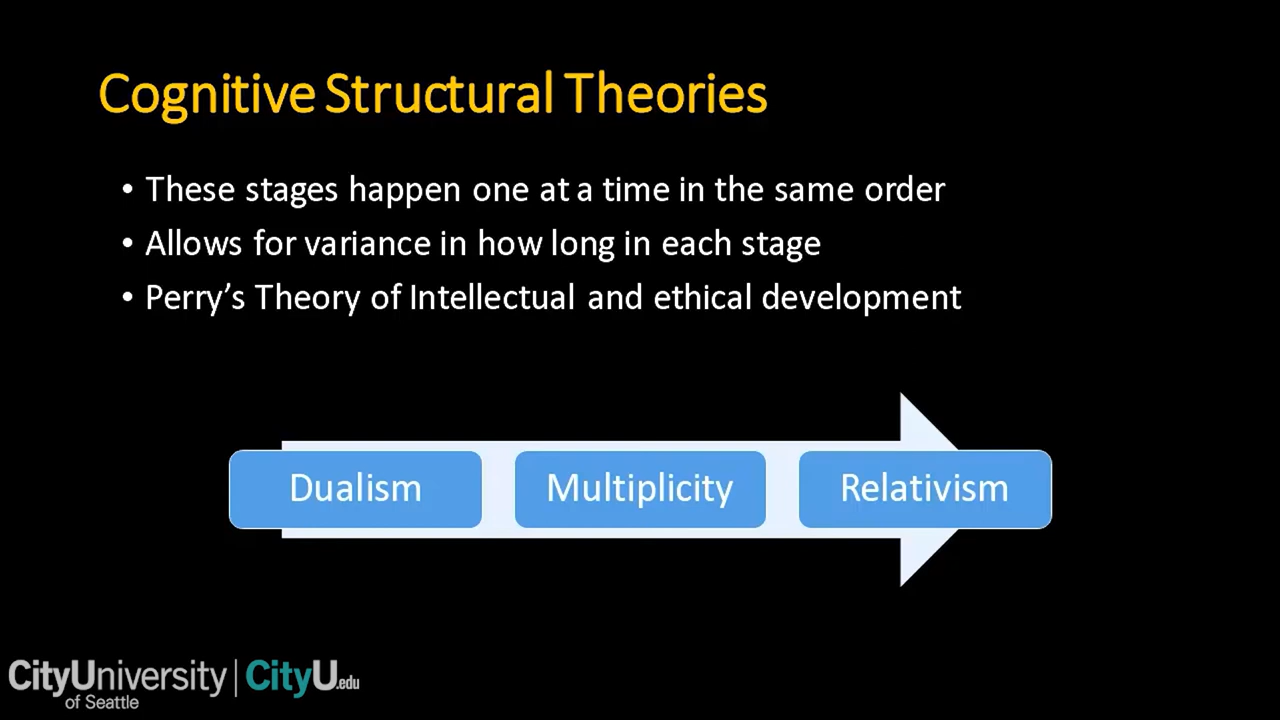 Cognitive Structural Theories
• These stages happen one at a time in the same order
• Allows for variance in how long in each stage
• Perry’s Theory of Intellectual and ethical development
Dualism
Multiplicity
Relativism
CityUniversity | CityU.edu
of Seattle